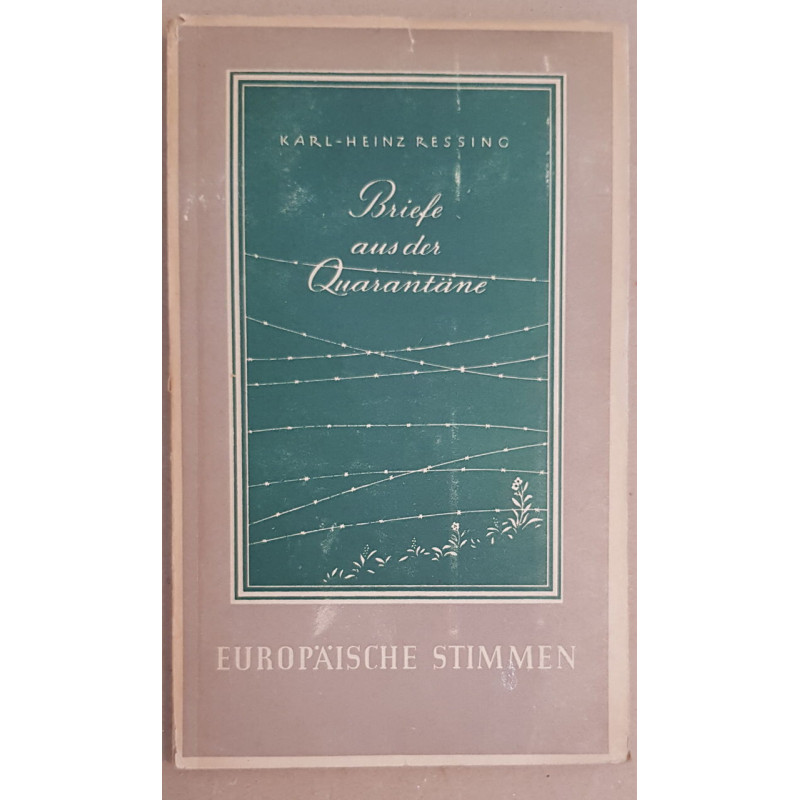 KARL-HEINZ RESSING
Briefe
aus der
Quarantäne
EUROPÄISCHE STIMMEN